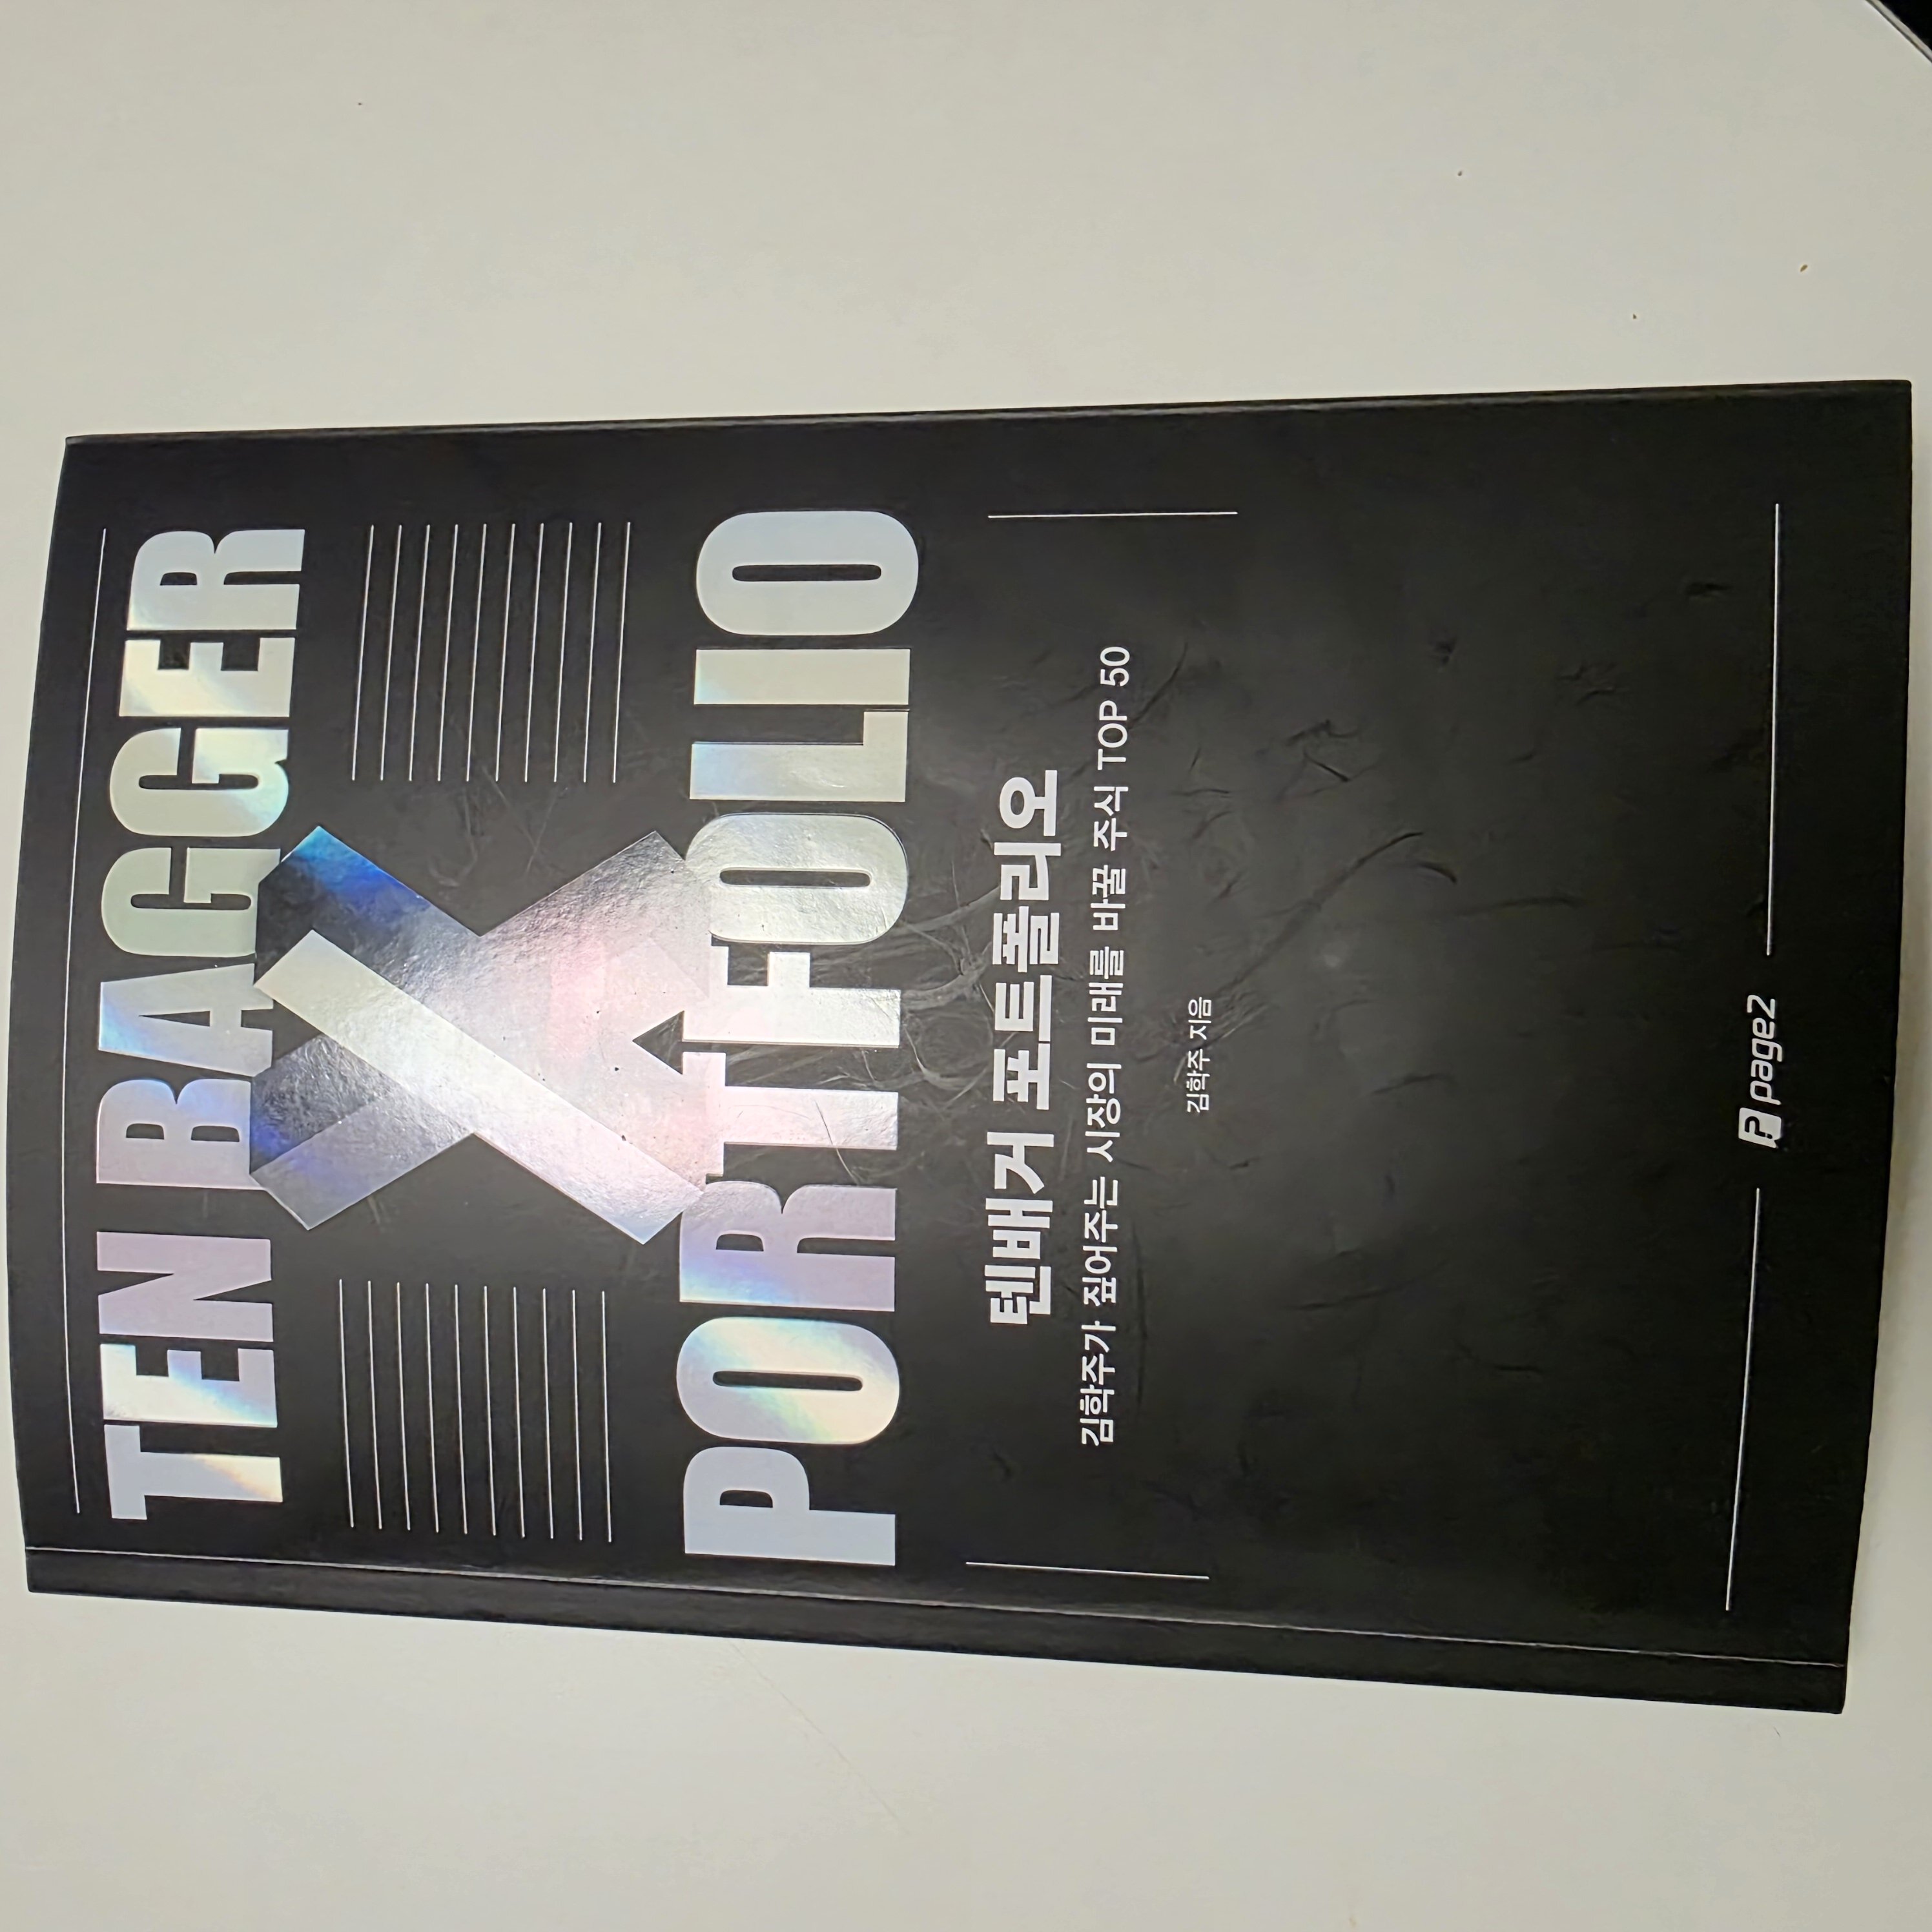 TEN BAGGER
X
PORTFOLIO
텐배거 포트폴리오
김학주가 짚어주는 시장의 미래를 바꿀 주식 TOP 50
김학주 지음
page2